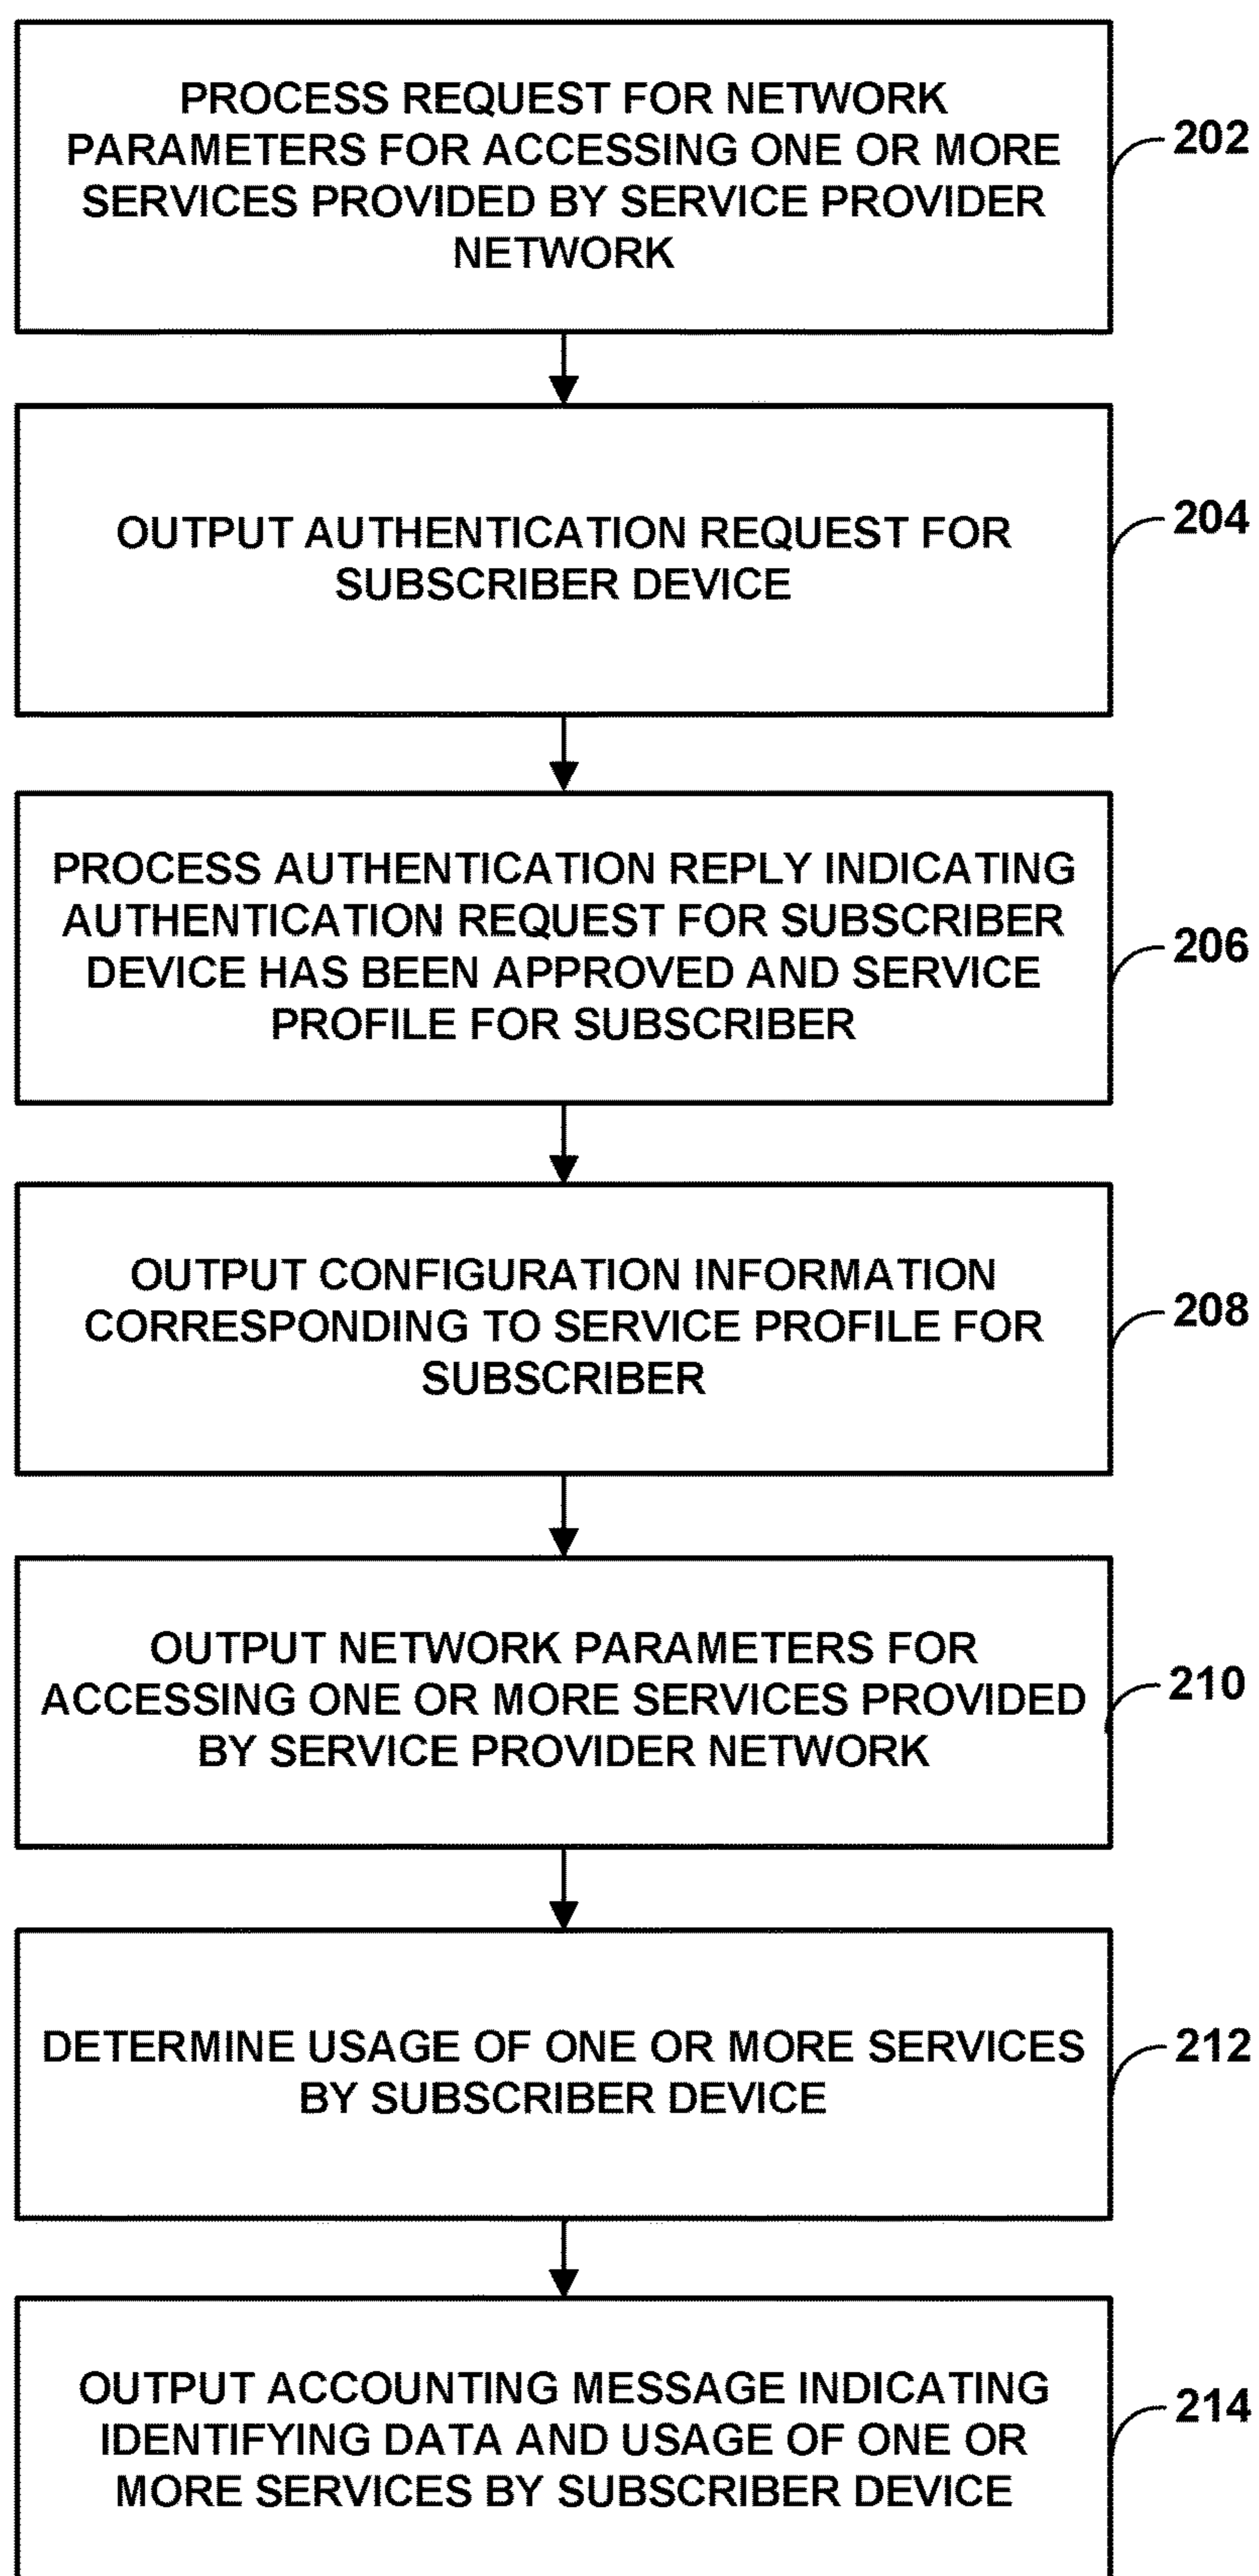 PROCESS REQUEST FOR NETWORK
PARAMETERS FOR ACCESSING ONE OR MORE
SERVICES PROVIDED BY SERVICE PROVIDER
NETWORK
202
OUTPUT AUTHENTICATION REQUEST FOR
SUBSCRIBER DEVICE
204
PROCESS AUTHENTICATION REPLY INDICATING
AUTHENTICATION REQUEST FOR SUBSCRIBER
DEVICE HAS BEEN APPROVED AND SERVICE
PROFILE FOR SUBSCRIBER
206
OUTPUT CONFIGURATION INFORMATION
CORRESPONDING TO SERVICE PROFILE FOR
SUBSCRIBER
208
OUTPUT NETWORK PARAMETERS FOR
ACCESSING ONE OR MORE SERVICES PROVIDED
BY SERVICE PROVIDER NETWORK
210
DETERMINE USAGE OF ONE OR MORE SERVICES
BY SUBSCRIBER DEVICE
212
OUTPUT ACCOUNTING MESSAGE INDICATING
IDENTIFYING DATA AND USAGE OF ONE OR
MORE SERVICES BY SUBSCRIBER DEVICE
214